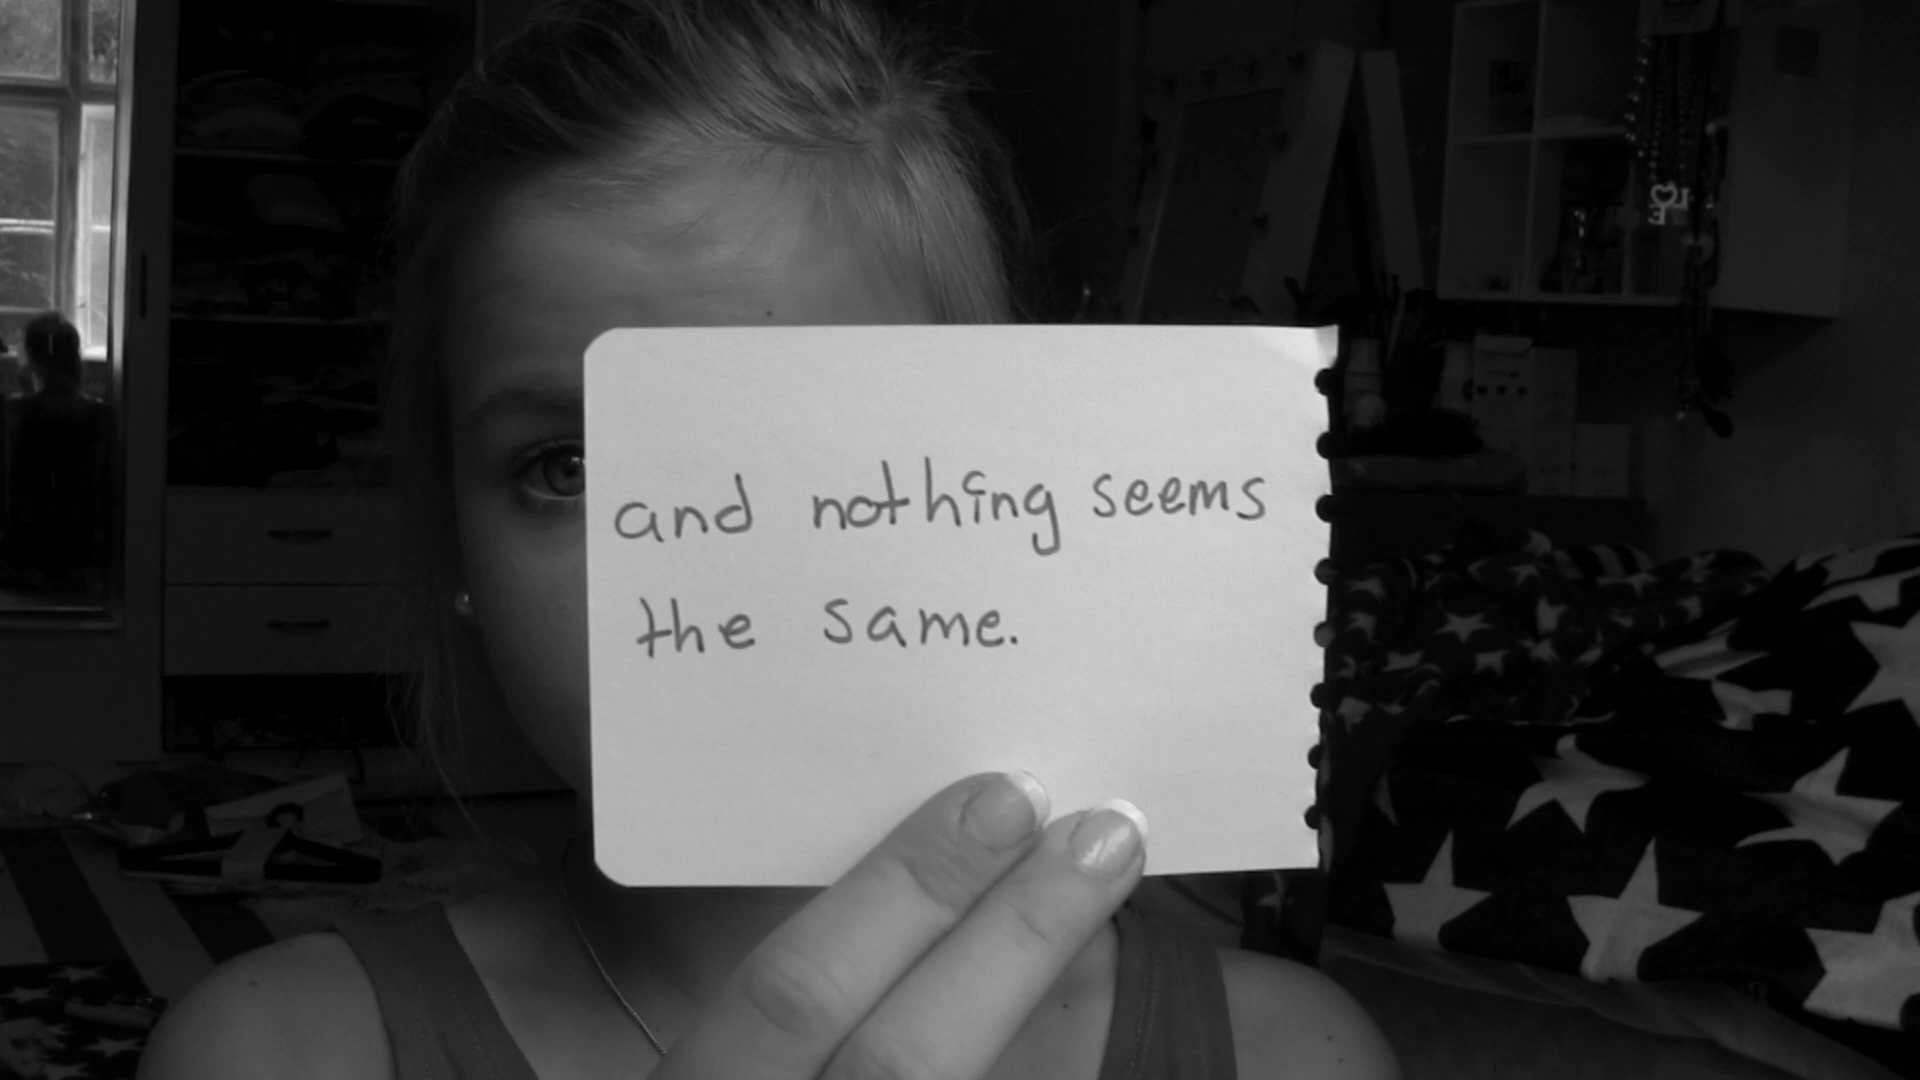 and nothing seems
the same.